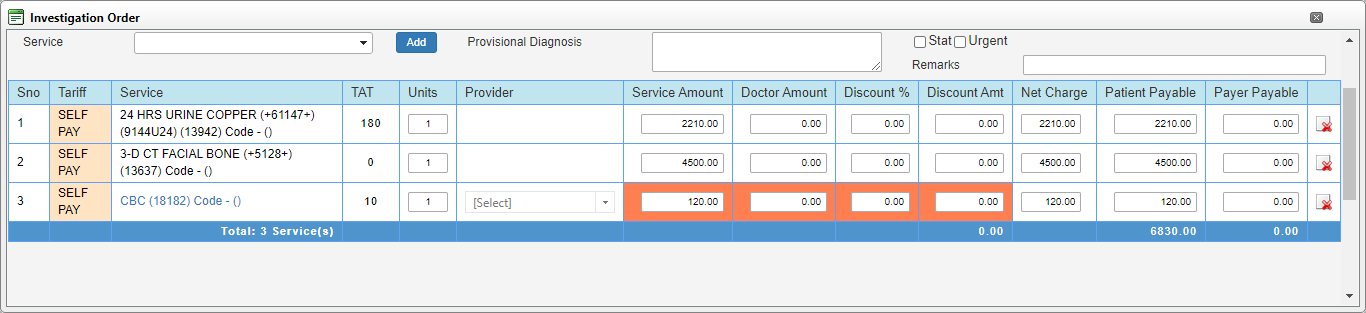 Investigation Order
Service Add Provisional Diagnosis Stat Urgent
Remarks
Sno Tariff Service TAT Units Provider Service Amount Doctor Amount Discount % Discount Amt Net Charge Patient Payable Payer Payable
1 SELF PAY 24 HRS URINE COPPER (+61147+) (9144U24) (13942) Code - () 180 1 2210.00 0.00 0.00 0.00 2210.00 2210.00 0.00
2 SELF PAY 3-D CT FACIAL BONE (+5128+) (13637) Code - () 0 1 4500.00 0.00 0.00 0.00 4500.00 4500.00 0.00
3 SELF PAY CBC (18182) Code - () 10 1 [Select] 120.00 0.00 0.00 0.00 120.00 120.00 0.00
Total: 3 Service(s) 0.00 6830.00 0.00